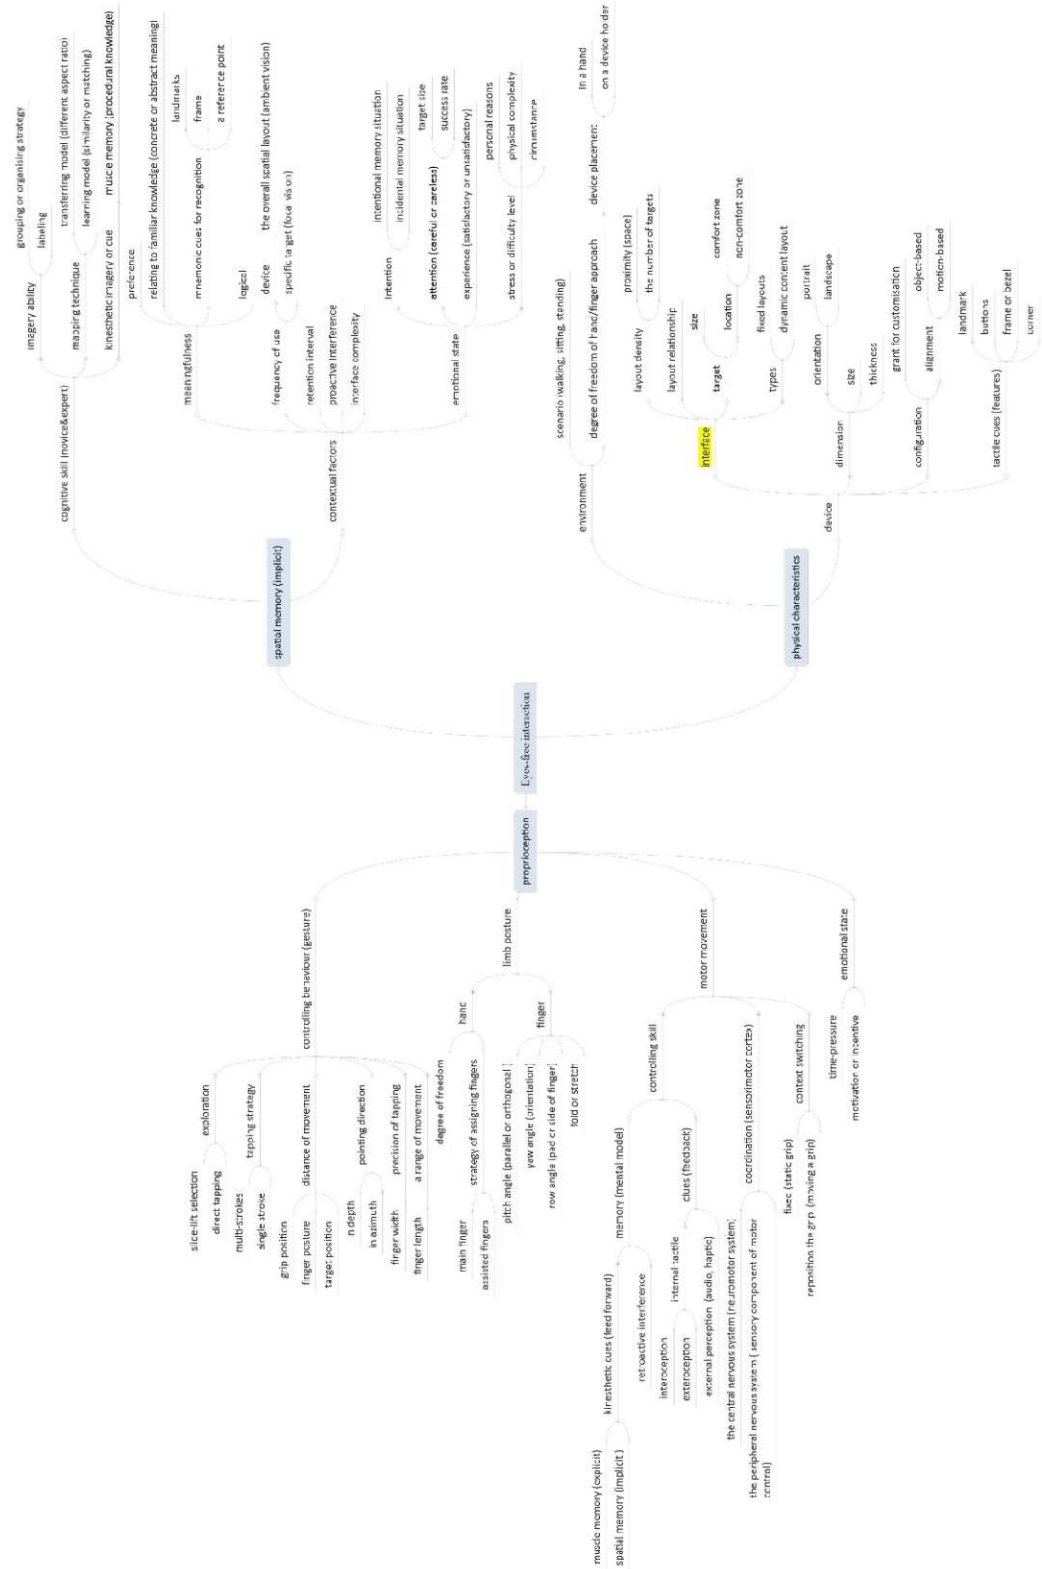 Eyes-free interaction
spatial memory (implicit)
cognitive skill (novice&expert)
imagery ability
grouping or organising strategy
labeling
mapping technique
transferring model (different aspect ratio)
learning model (similarity or matching)
kinesthetic imagery or cue
muscle memory (procedural knowledge)
contextual factors
meaningfulness
preference
relating to familiar knowledge (concrete or abstract meaning)
mnemonic cues for recognition
landmarks
frame
a reference point
logical
frequency of use
device
the overall spatial layout (ambient vision)
specific target (focal vision)
retention interval
proactive interference
interface complexity
emotional state
intention
intentional memory situation
incidental memory situation
attention (careful or careless)
target size
success rate
experience (satisfactory or unsatisfactory)
stress or difficulty level
personal reasons
physical complexity
circumstance
physical characteristics
environment
scenario (walking, sitting, standing)
degree of freedom of hand/finger approach
device placement
in a hand
on a device holder
device
interface
layout density
proximity (space)
the number of targets
layout relationship
target
size
location
comfort zone
non-comfort zone
types
fixed layouts
dynamic content layout
dimension
orientation
portrait
landscape
size
thickness
configuration
grant for customisation
alignment
object-based
motion-based
tactile cues (features)
landmark
buttons
frame or bezel
corner
proprioception
controlling behaviour (gesture)
exploration
slice-lift selection
direct tapping
tapping strategy
multi-strokes
single stroke
distance of movement
grip position
finger posture
target position
pointing direction
in depth
in azimuth
precision of tapping
finger width
a range of movement
finger length
limb posture
hand
degree of freedom
strategy of assigning fingers
main finger
assisted fingers
finger
pitch angle (parallel or orthogonal )
yaw angle (orientation)
row angle (pad or side of finger)
fold or stretch
motor movement
controlling skill
memory (mental model)
kinesthetic cues (feed forward)
muscle memory (explicit)
spatial memory (implicit )
retroactive interference
clues (feedback)
internal tactile
interoception
exteroception
external perception (audio, haptic)
coordination (sensorimotor cortex)
the central nervous system (neuromotor system)
the peripheral nervous system ( sensory component of motor
control)
context switching
fixed (static grip)
reposition the grip (moving a grip)
emotional state
time-pressure
motivation or incentive